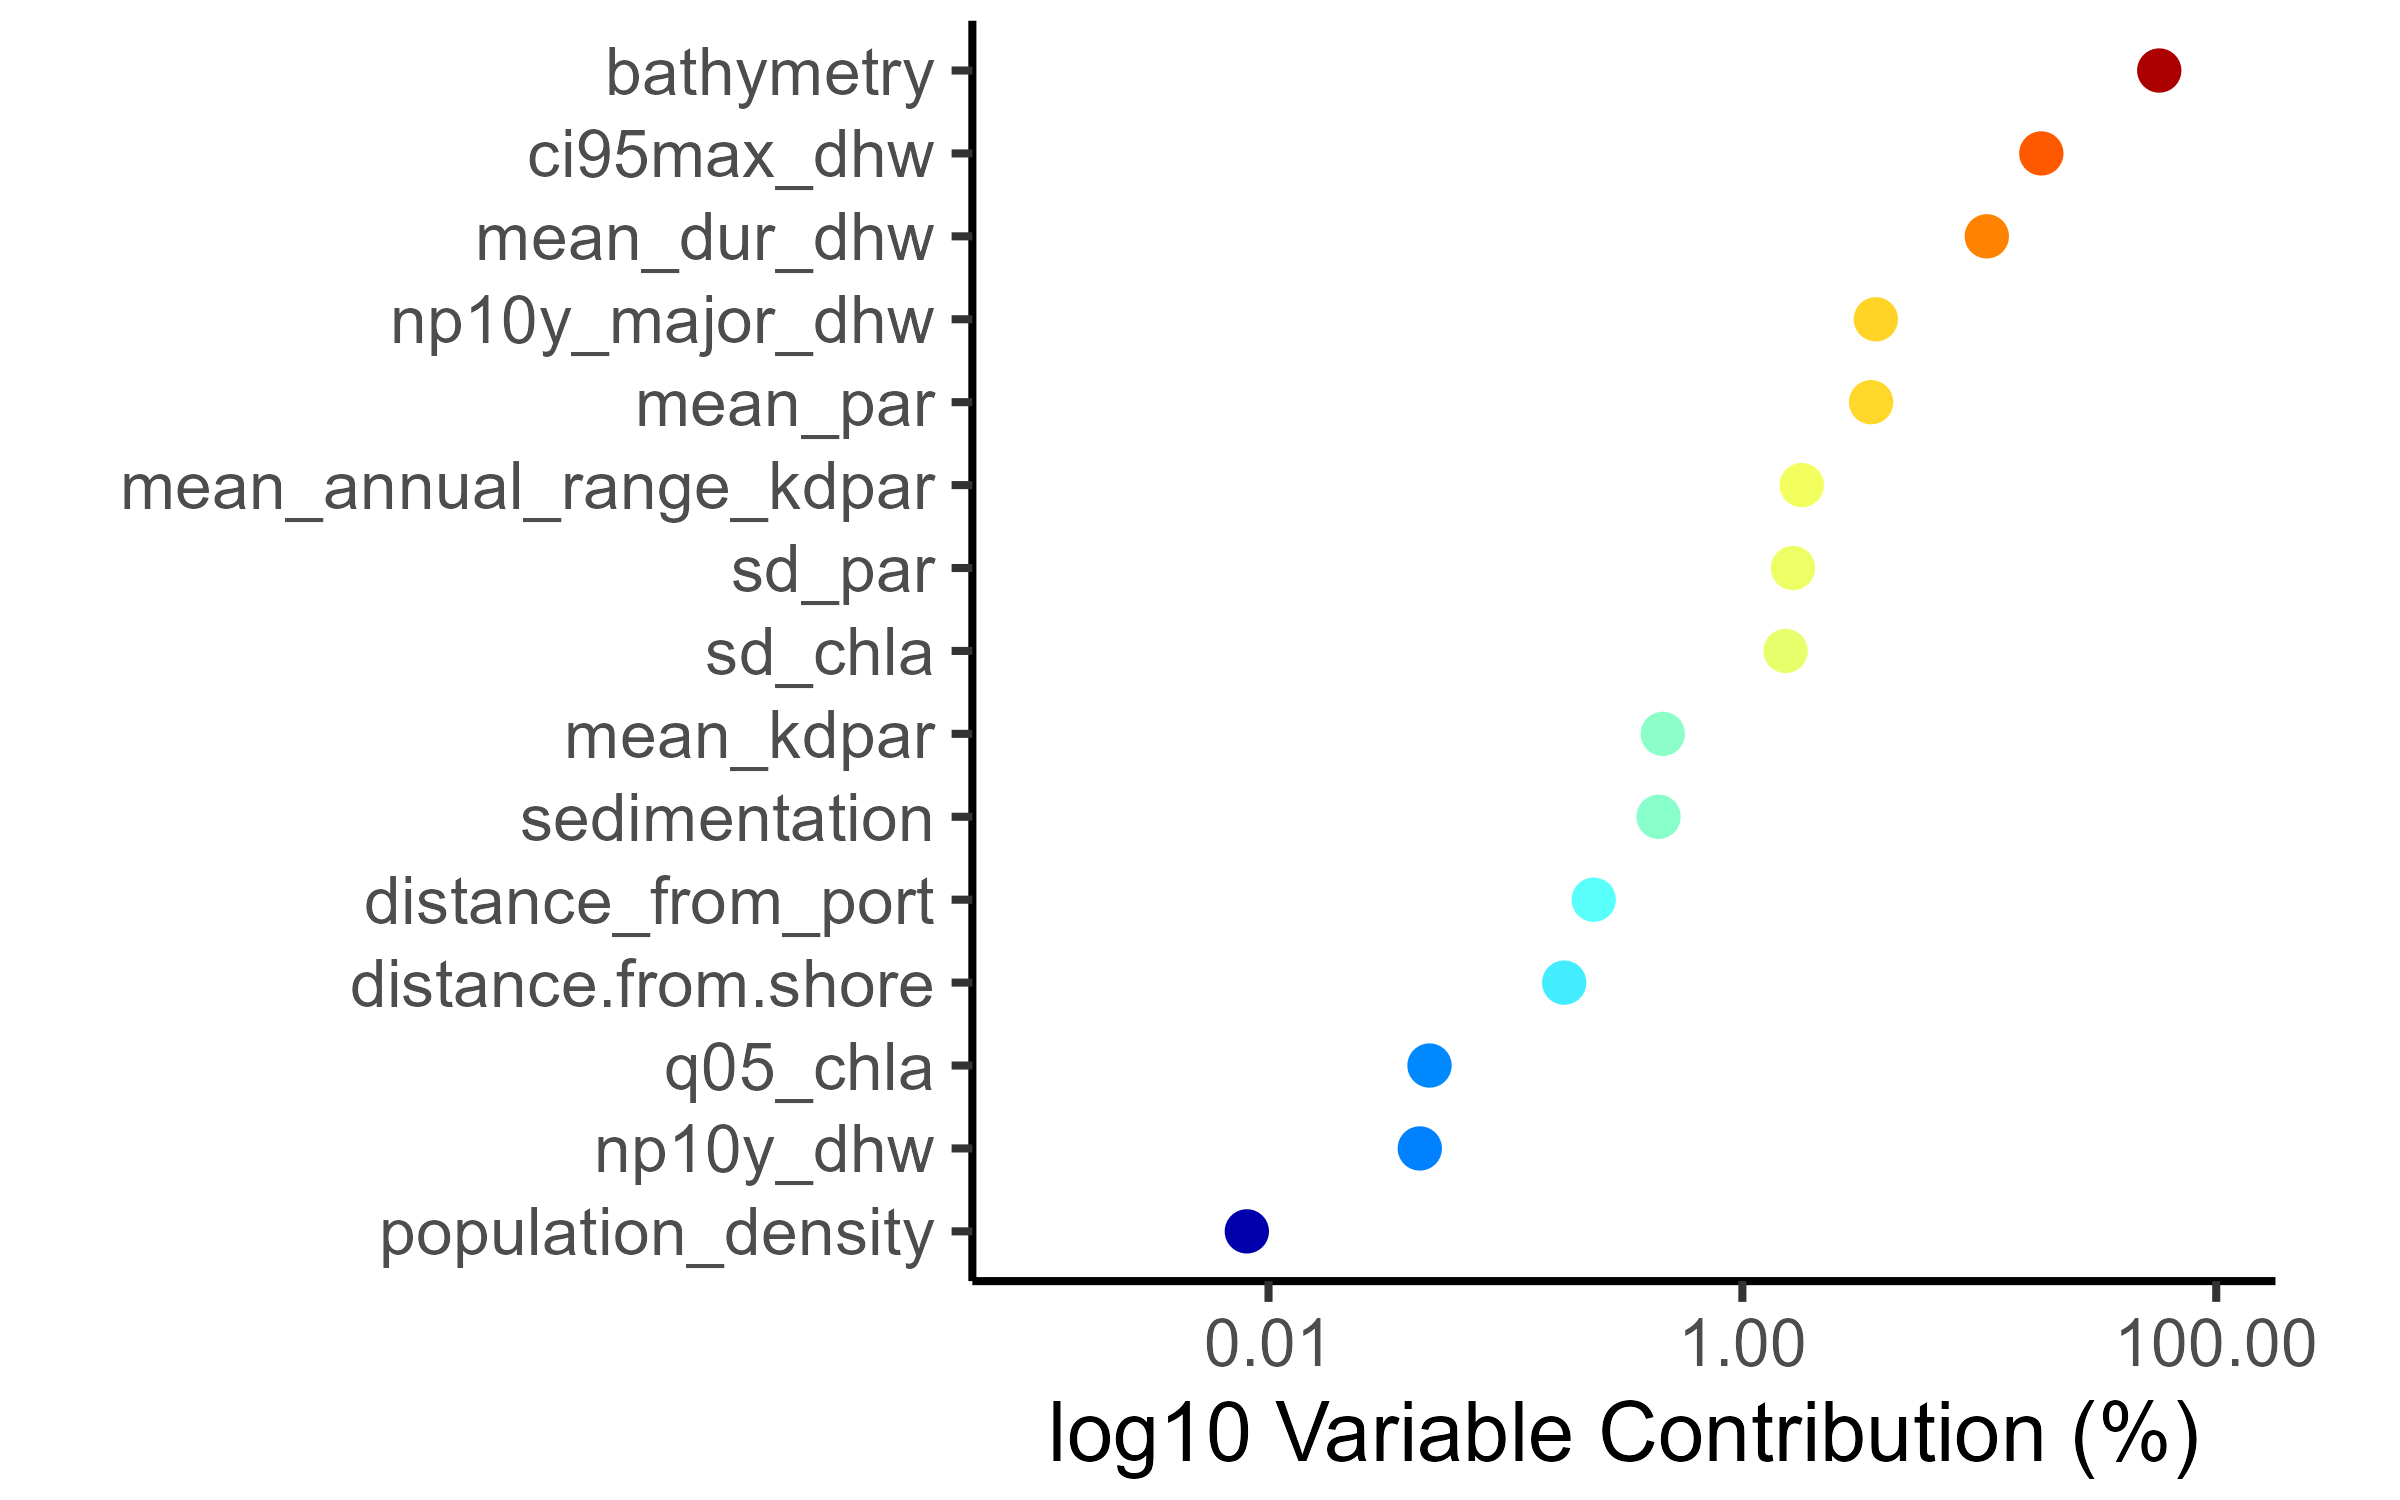 bathymetry
ci95max_dhw
mean_dur_dhw
np10y_major_dhw
mean_par
mean_annual_range_kdpar
sd_par
sd_chla
mean_kdpar
sedimentation
distance_from_port
distance.from.shore
q05_chla
np10y_dhw
population_density
0.01 1.00 100.00
log10 Variable Contribution (%)